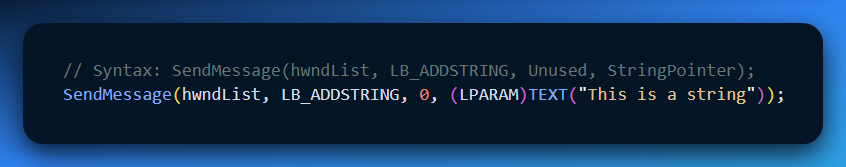 // Syntax: SendMessage(hwndList, LB_ADDSTRING, Unused, StringPointer);
SendMessage(hwndList, LB_ADDSTRING, 0, (LPARAM)TEXT("This is a string"));